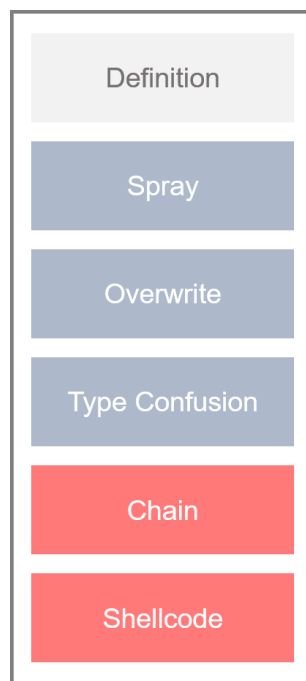 Definition
Spray
Overwrite
Type Confusion
Chain
Shellcode